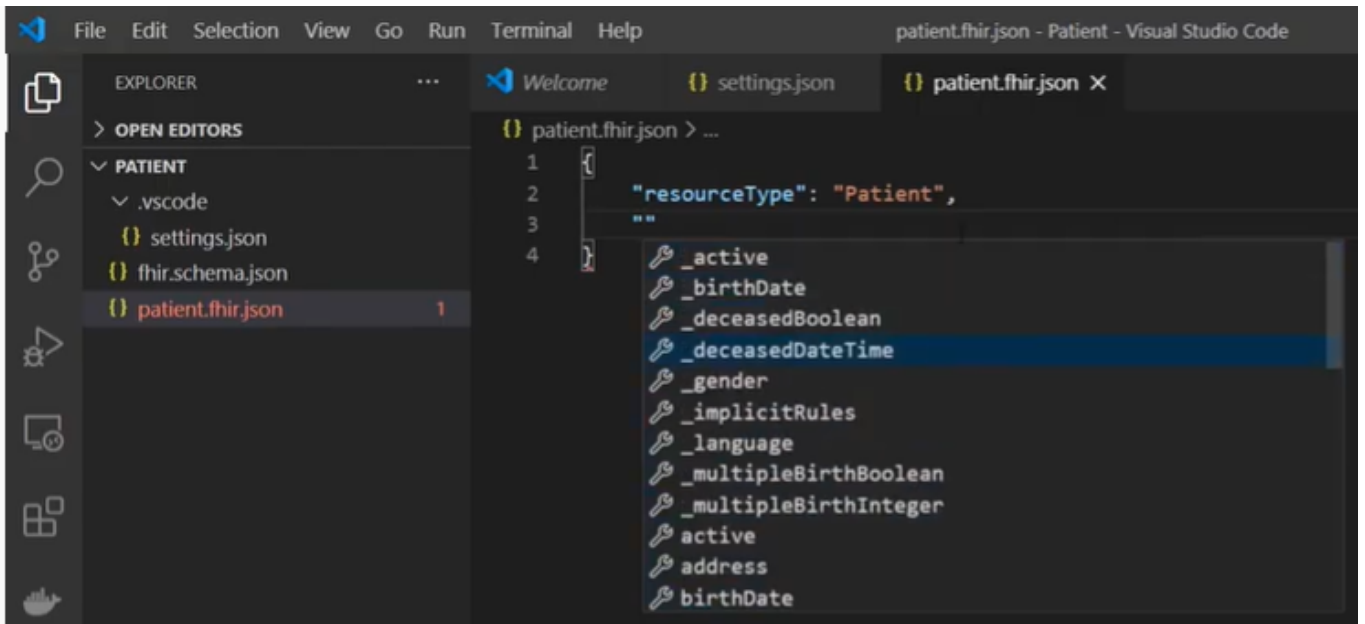 File Edit Selection View Go Run Terminal Help patient.fhir.json - Patient - Visual Studio Code
EXPLORER ···
OPEN EDITORS
PATIENT
.vscode
{} settings.json
{} fhir.schema.json
{} patient.fhir.json 1
Welcome {} settings.json {} patient.fhir.json ×
{} patient.fhir.json > ...
1 {
2 "resourceType": "Patient",
3 ""
4 }
_active
_birthDate
_deceasedBoolean
_deceasedDateTime
_gender
_implicitRules
_language
_multipleBirthBoolean
_multipleBirthInteger
active
address
birthDate